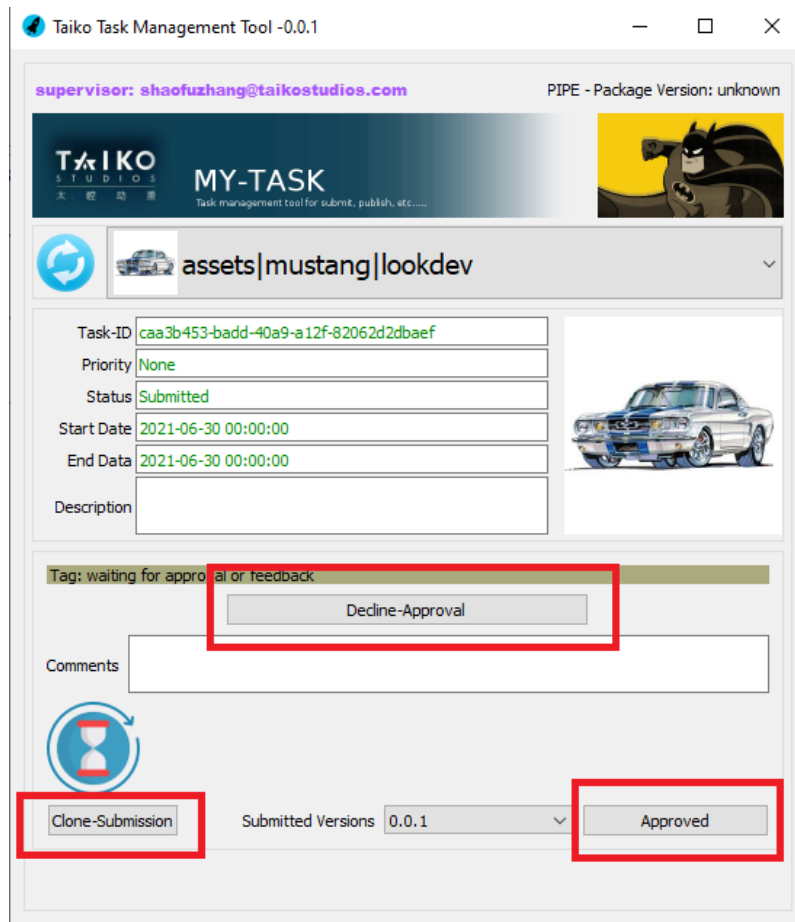 Taiko Task Management Tool -0.0.1
supervisor: shaofuzhang@taikostudios.com
PIPE - Package Version: unknown
TAIKO
STUDIOS
太崆动漫
MY-TASK
Task management tool for submit, publish, etc.....
assets|mustang|lookdev
Task-ID caa3b453-badd-40a9-a12f-82062d2dbaef
Priority None
Status Submitted
Start Date 2021-06-30 00:00:00
End Data 2021-06-30 00:00:00
Description
Tag: waiting for approval or feedback
Decline-Approval
Comments
Clone-Submission
Submitted Versions 0.0.1
Approved